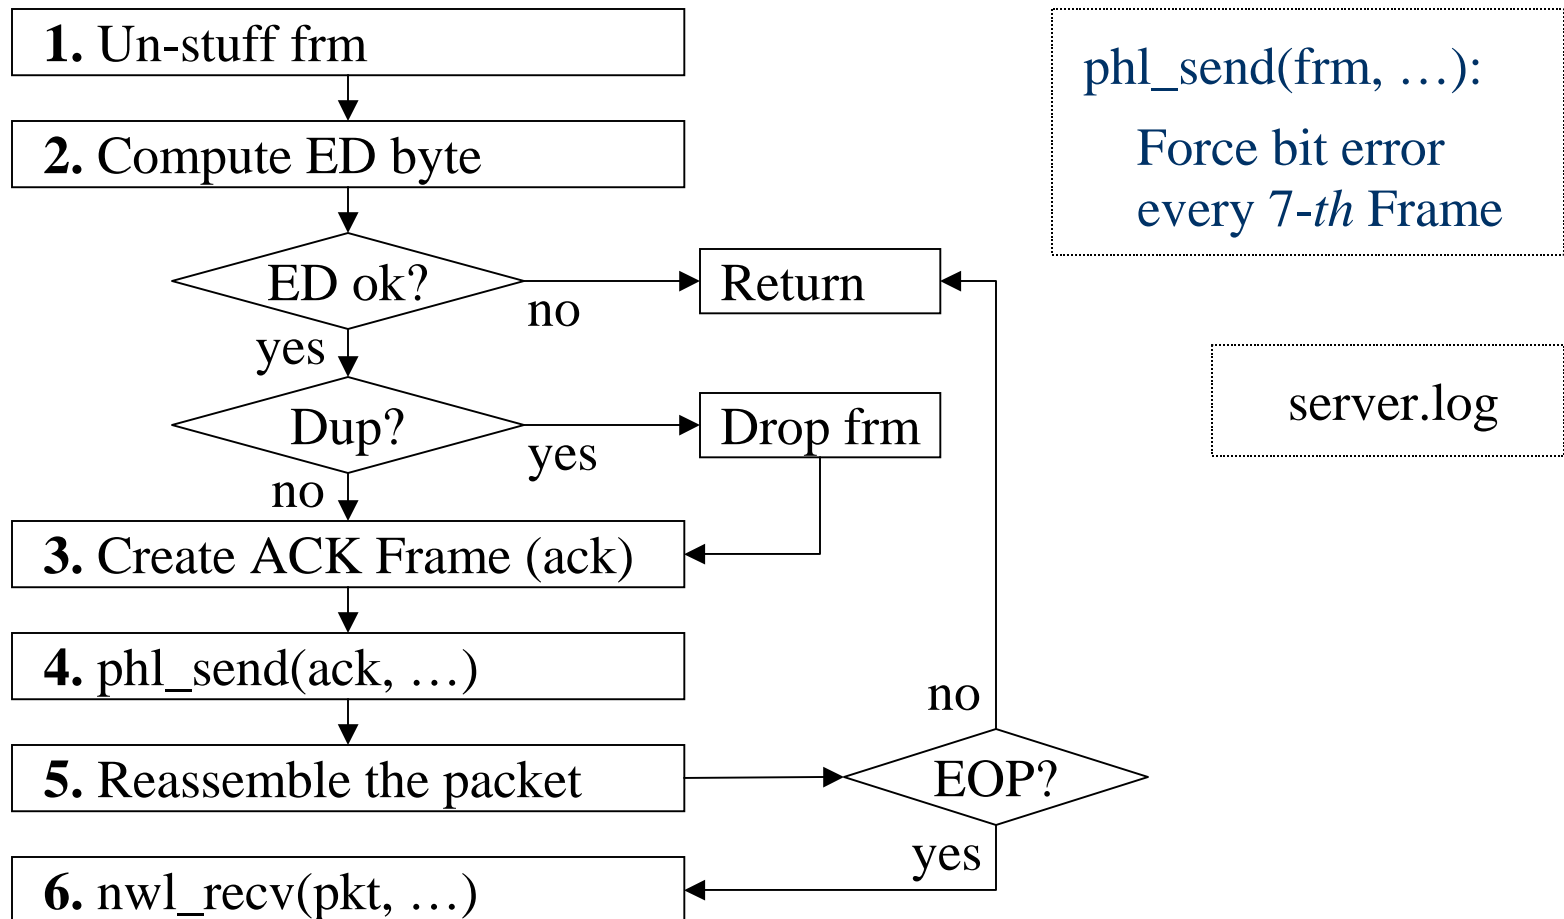 1. Un-stuff frm
2. Compute ED byte
ED ok?
no
Return
yes
Dup?
yes
Drop frm
no
3. Create ACK Frame (ack)
4. phl_send(ack, …)
5. Reassemble the packet
EOP?
no
yes
6. nwl_recv(pkt, …)
phl_send(frm, …):
Force bit error
every 7-th Frame
server.log